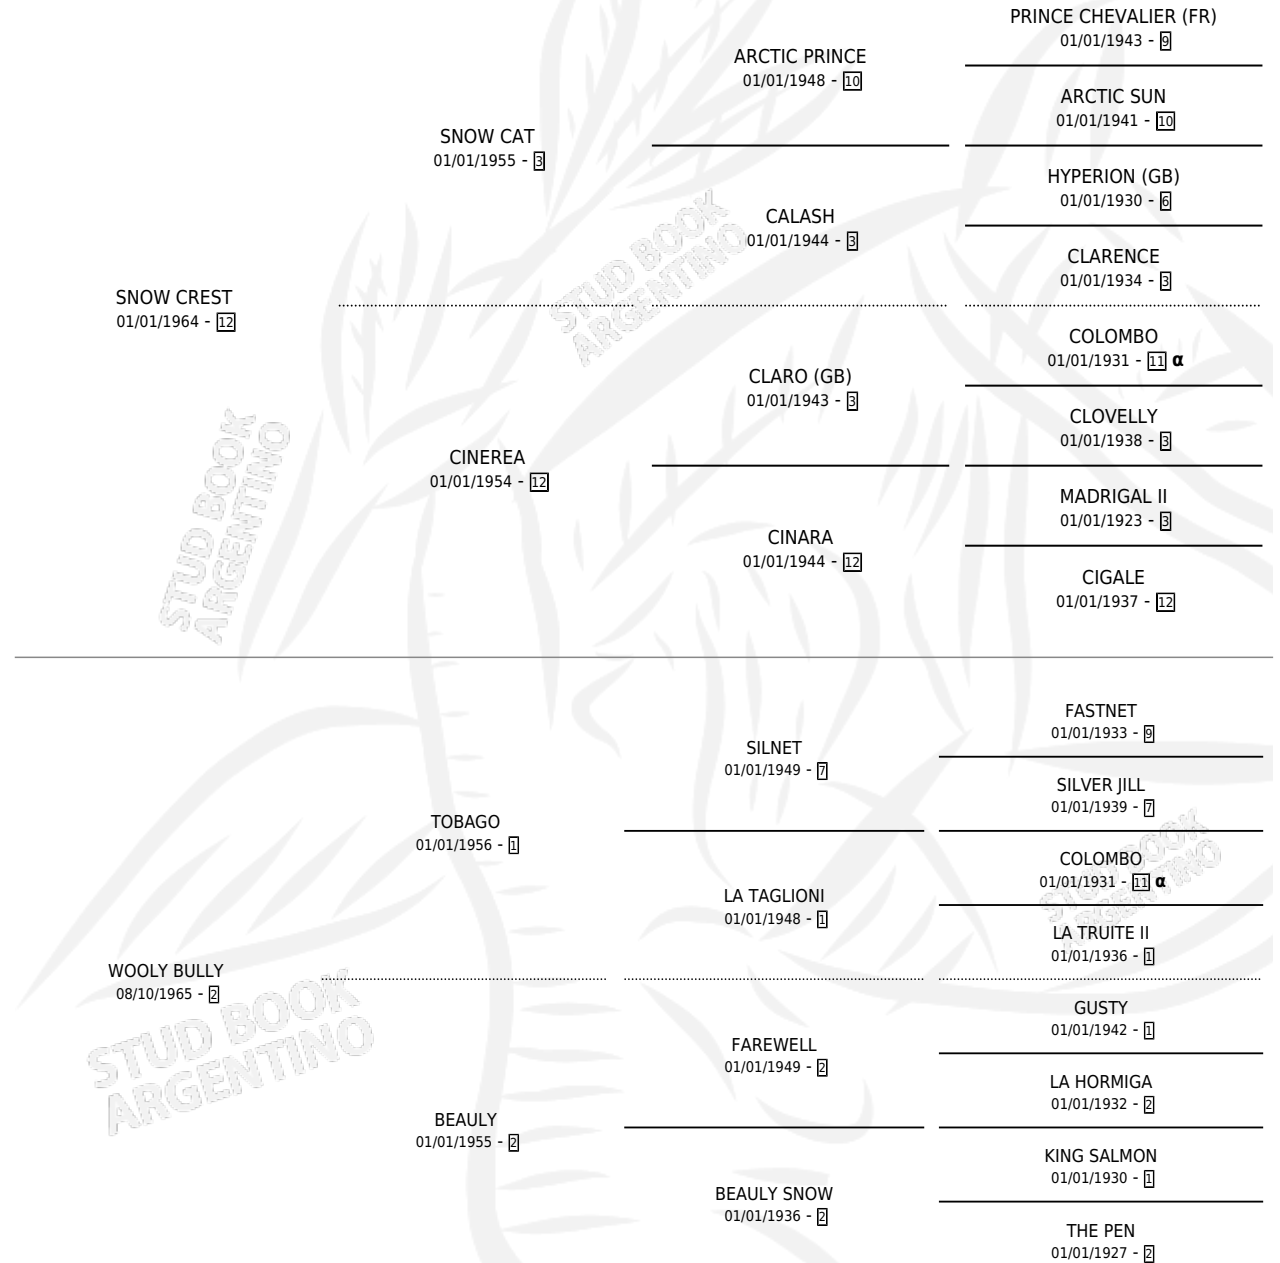 PRINCE CHEVALIER (FR)
01/01/1943 - 9
ARCTIC PRINCE
01/01/1948 - 10
ARCTIC SUN
01/01/1941 - 10
SNOW CAT
01/01/1955 - 3
HYPERION (GB)
01/01/1930 - 6
CALASH
01/01/1944 - 3
CLARENCE
01/01/1934 - 3
SNOW CREST
01/01/1964 - 12
COLOMBO
01/01/1931 - 11 α
CLARO (GB)
01/01/1943 - 3
CLOVELLY
01/01/1938 - 3
CINEREA
01/01/1954 - 12
MADRIGAL II
01/01/1923 - 3
CINARA
01/01/1944 - 12
CIGALE
01/01/1937 - 12
FASTNET
01/01/1933 - 9
SILNET
01/01/1949 - 7
SILVER JILL
01/01/1939 - 7
TOBAGO
01/01/1956 - 1
COLOMBO
01/01/1931 - 11 α
LA TAGLIONI
01/01/1948 - 1
LA TRUITE II
01/01/1936 - 1
WOOLY BULLY
08/10/1965 - 2
GUSTY
01/01/1942 - 1
FAREWELL
01/01/1949 - 2
LA HORMIGA
01/01/1932 - 2
BEAULY
01/01/1955 - 2
KING SALMON
01/01/1930 - 1
BEAULY SNOW
01/01/1936 - 2
THE PEN
01/01/1927 - 2
STUD BOOK
ARGENTINO
STUD BOOK
ARGENTINO
STUD BOOK
ARGENTINO
STUD BOOK
ARGENTINO